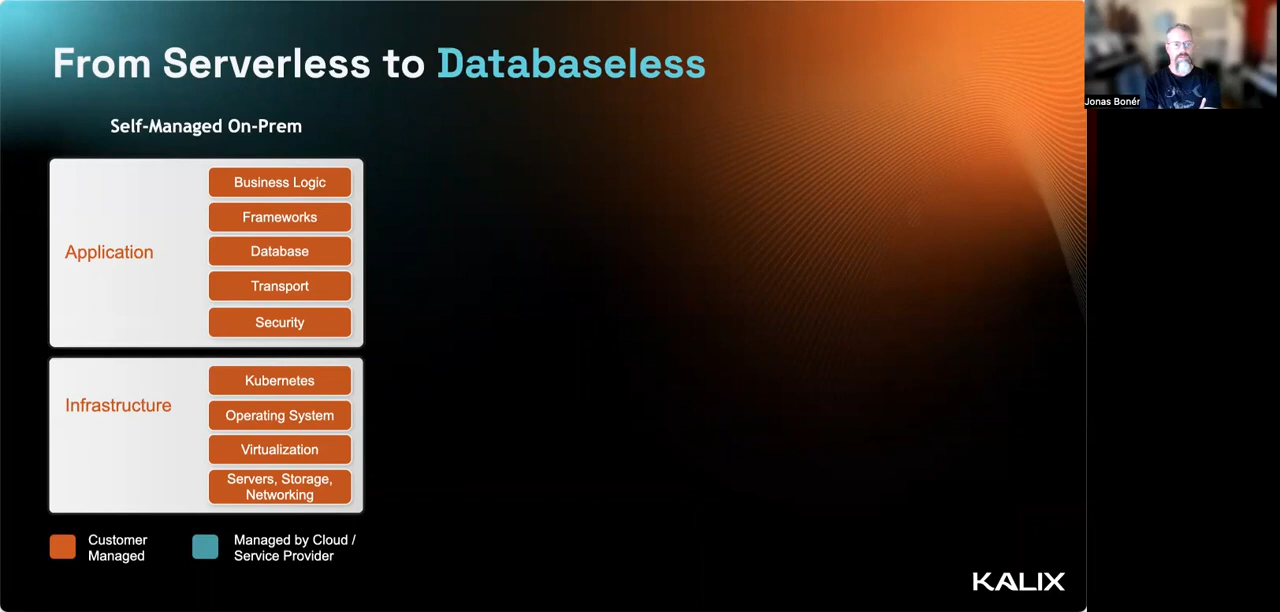 From Serverless to Databaseless
Jonas Bonér
Self-Managed On-Prem
Application
Business Logic
Frameworks
Database
Transport
Security
Infrastructure
Kubernetes
Operating System
Virtualization
Servers, Storage,
Networking
Customer
Managed
Managed by Cloud /
Service Provider
KALIX